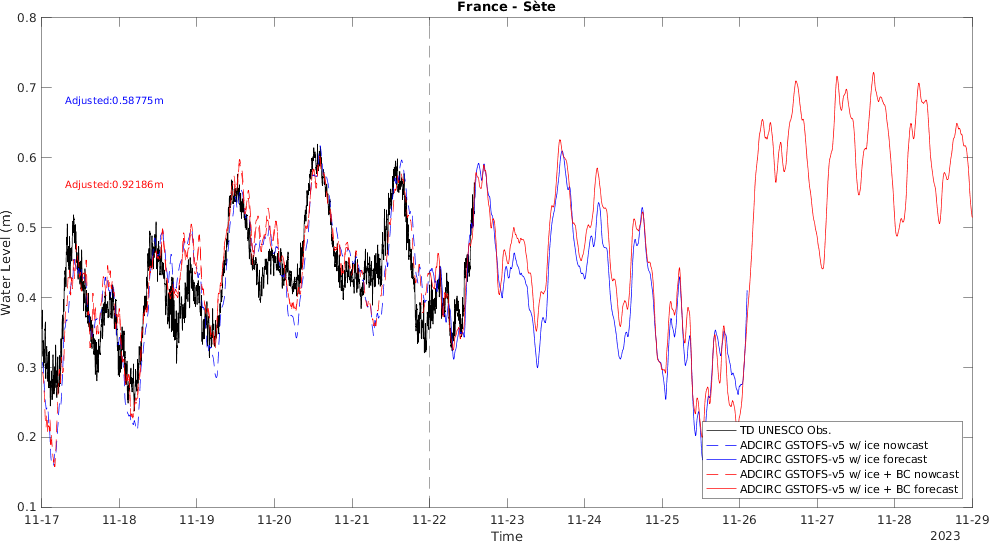 France - Sète
Water Level (m)
0.8
0.7
0.6
0.5
0.4
0.3
0.2
0.1
Adjusted:0.58775m
Adjusted:0.92186m
TD UNESCO Obs.
ADCIRC GSTOFS-v5 w/ ice nowcast
ADCIRC GSTOFS-v5 w/ ice forecast
ADCIRC GSTOFS-v5 w/ ice + BC nowcast
ADCIRC GSTOFS-v5 w/ ice + BC forecast
11-17 11-18 11-19 11-20 11-21 11-22 11-23 11-24 11-25 11-26 11-27 11-28 11-29
Time
2023